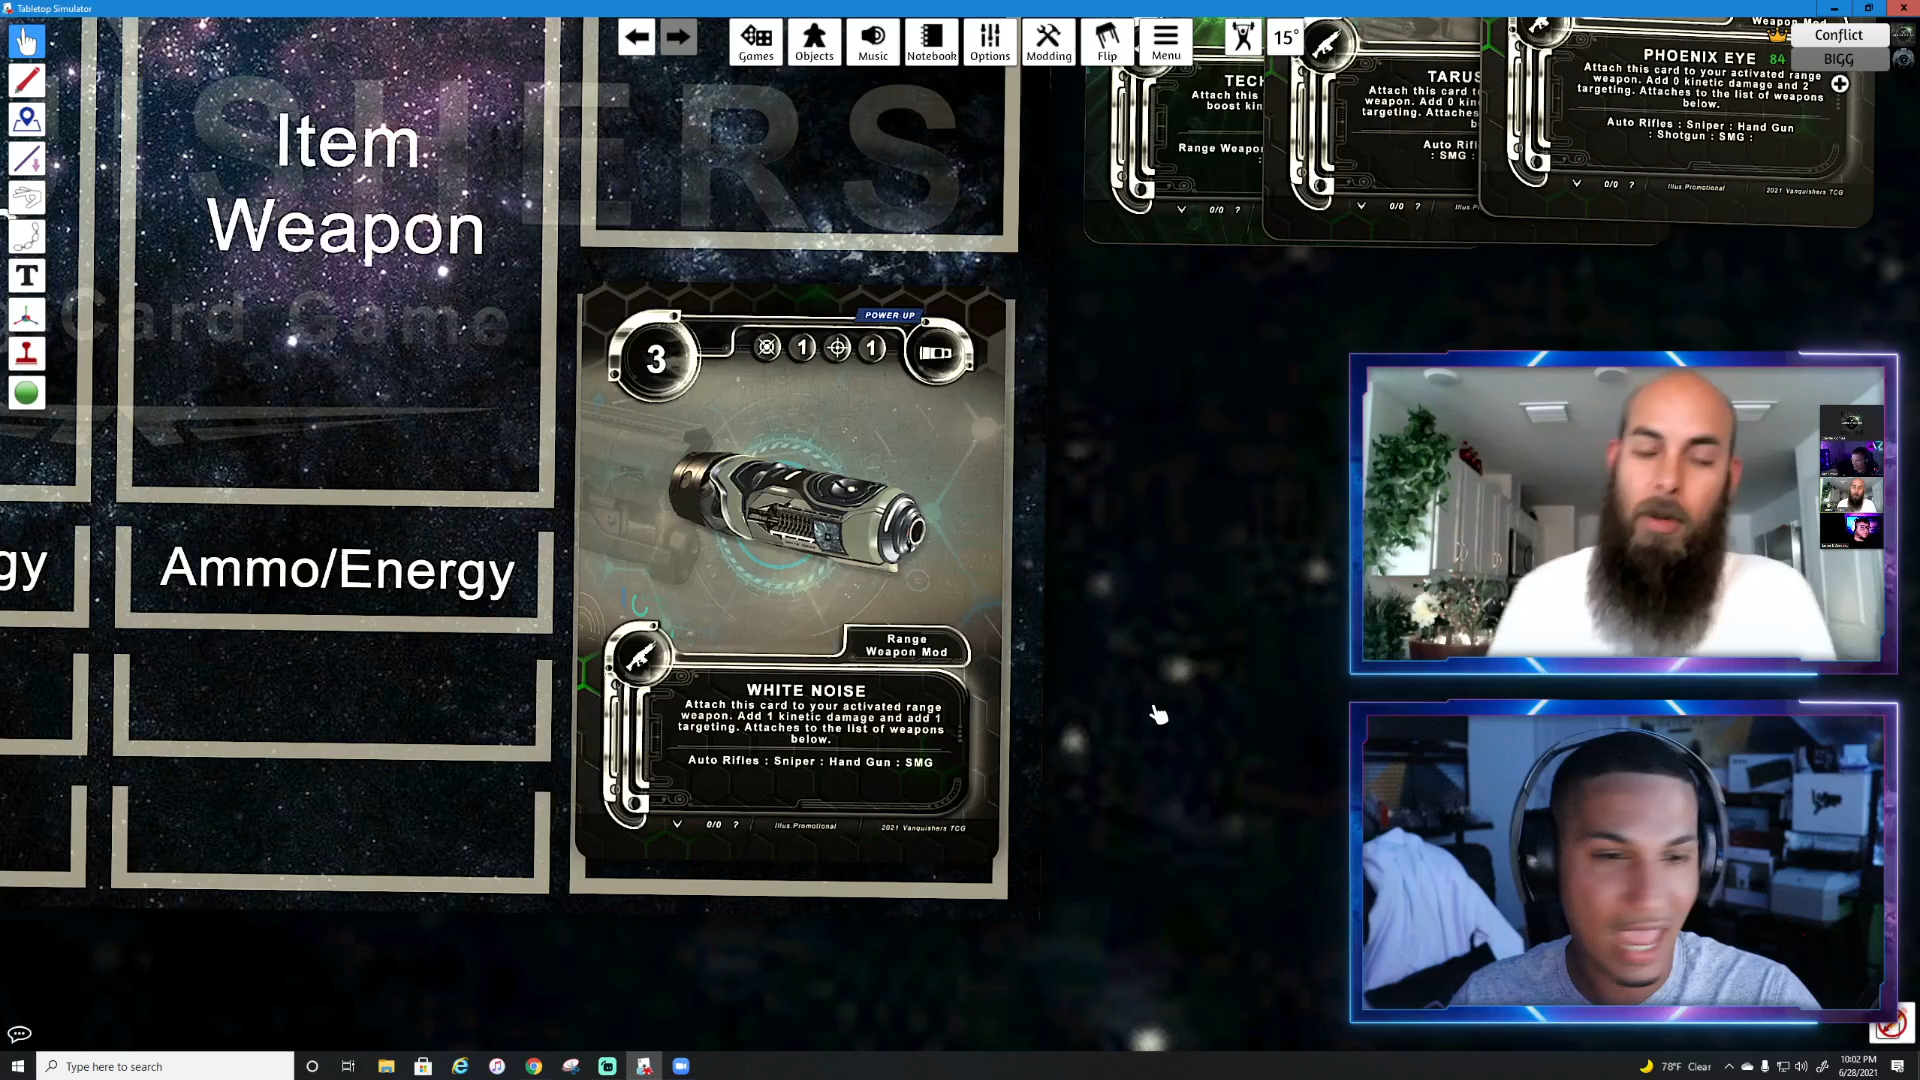 Tabletop Simulator
Games
Objects
Music
Notebook
Options
Modding
Flip
Menu
15°
Conflict
BIGG
SHERS
Card Game
Item
Weapon
gy
Ammo/Energy
POWER UP
3
1
1
Range
Weapon Mod
WHITE NOISE
Attach this card to your activated range
weapon. Add 1 kinetic damage and add 1
targeting. Attaches to the list of weapons
below.
Auto Rifles : Sniper : Hand Gun : SMG
0/0 ?
Illus.Promotional
2021 Vanquishers TCG
TECH
Attach this
boost kin
Range Weapon
:
0/0 ?
TARUS
Attach this card to
weapon. Add 0 kine
targeting. Attaches
b
Auto Rifl
: SMG :
0/0 ?
Illus.P
Weapon Mod
PHOENIX EYE 84
Attach this card to your activated range
weapon. Add 0 kinetic damage and 2
targeting. Attaches to the list of weapons
below.
Auto Rifles : Sniper : Hand Gun
: Shotgun : SMG :
0/0 ?
Illus.Promotional
2021 Vanquishers TCG
Type here to search
78°F Clear
10:02 PM
6/28/2021